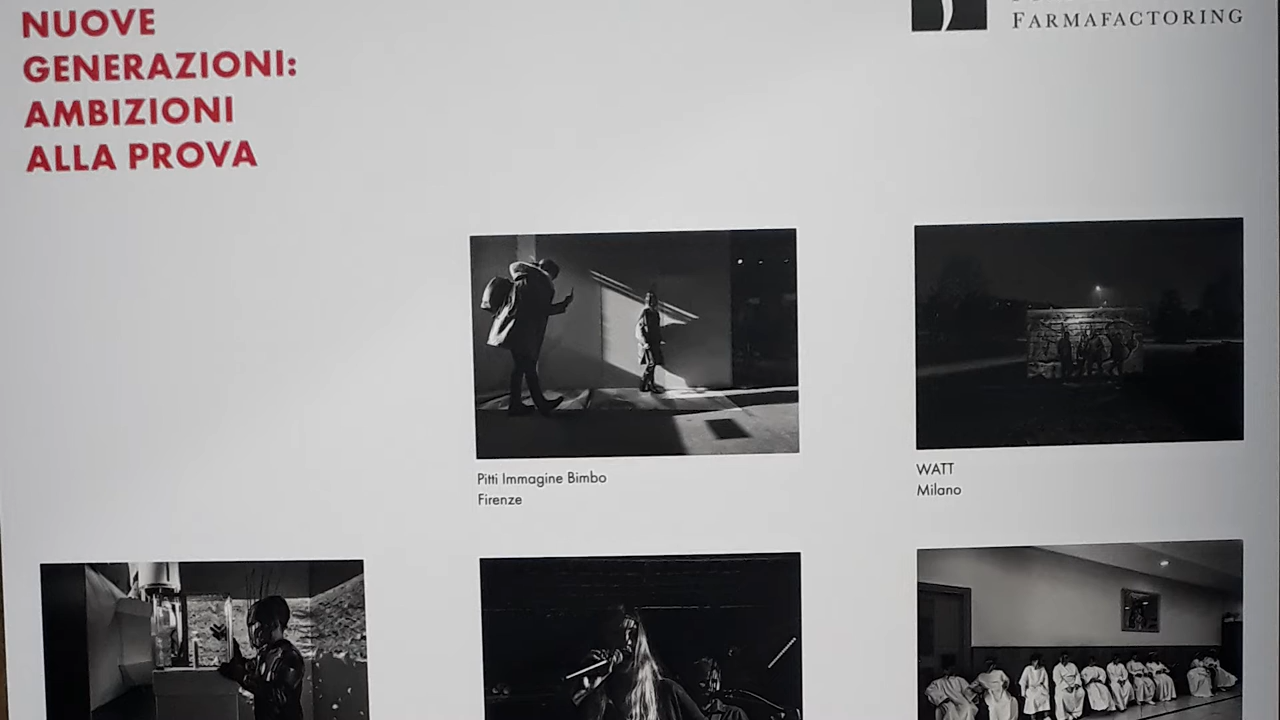 NUOVE
GENERAZIONI:
AMBIZIONI
ALLA PROVA
FARMAFACTORING
Pitti Immagine Bimbo
Firenze
WATT
Milano